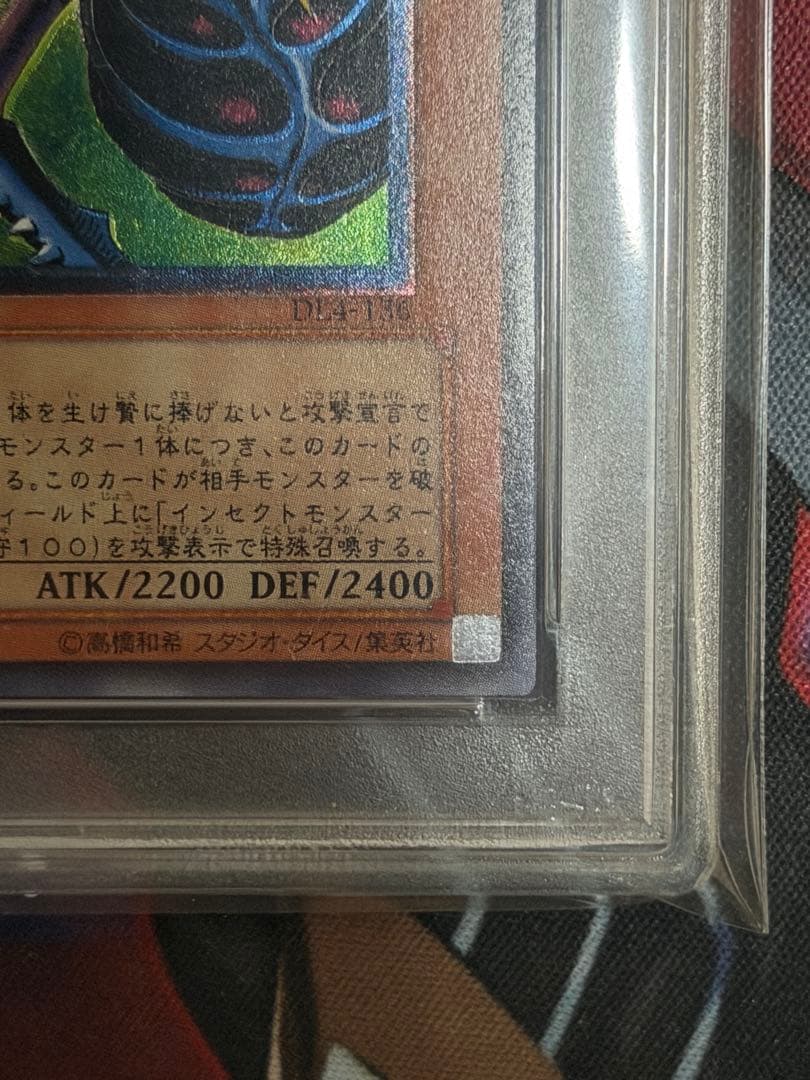 DL4-136
体を生け贄に捧げないと攻撃宣言で
モンスター1体につき、このカードの
る。このカードが相手モンスターを破
ィールド上に「インセクトモンスター
守100)を攻撃表示で特殊召喚する。
ATK/2200 DEF/2400
©高橋和希 スタジオ・ダイス/集英社